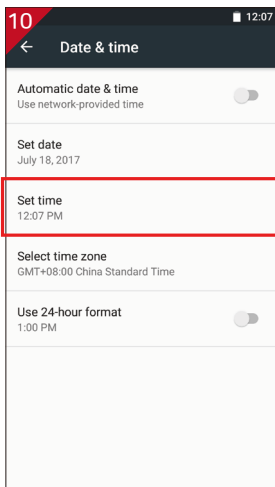 10
12:07
Date & time
Automatic date & time
Use network-provided time
Set date
July 18, 2017
Set time
12:07 PM
Select time zone
GMT+08:00 China Standard Time
Use 24-hour format
1:00 PM